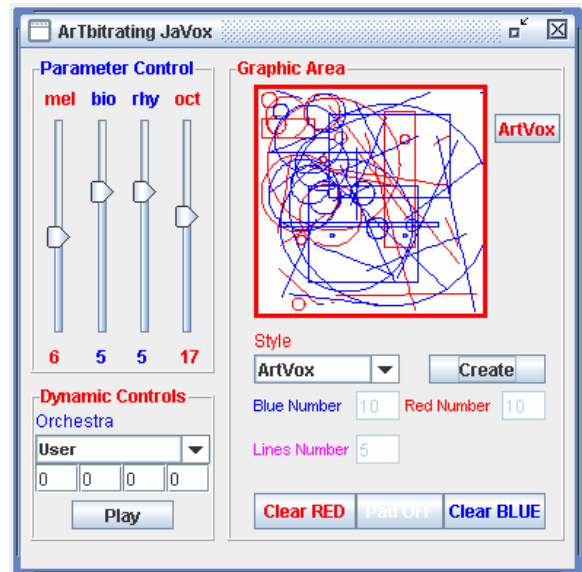 ArTbitrating JaVox
Parameter Control
mel bio rhy oct
6 5 5 17
Dynamic Controls
Orchestra
User
0 0 0 0
Play
Graphic Area
ArtVox
Style
ArtVox
Create
Blue Number 10 Red Number 10
Lines Number 5
Clear RED Pad OFF Clear BLUE